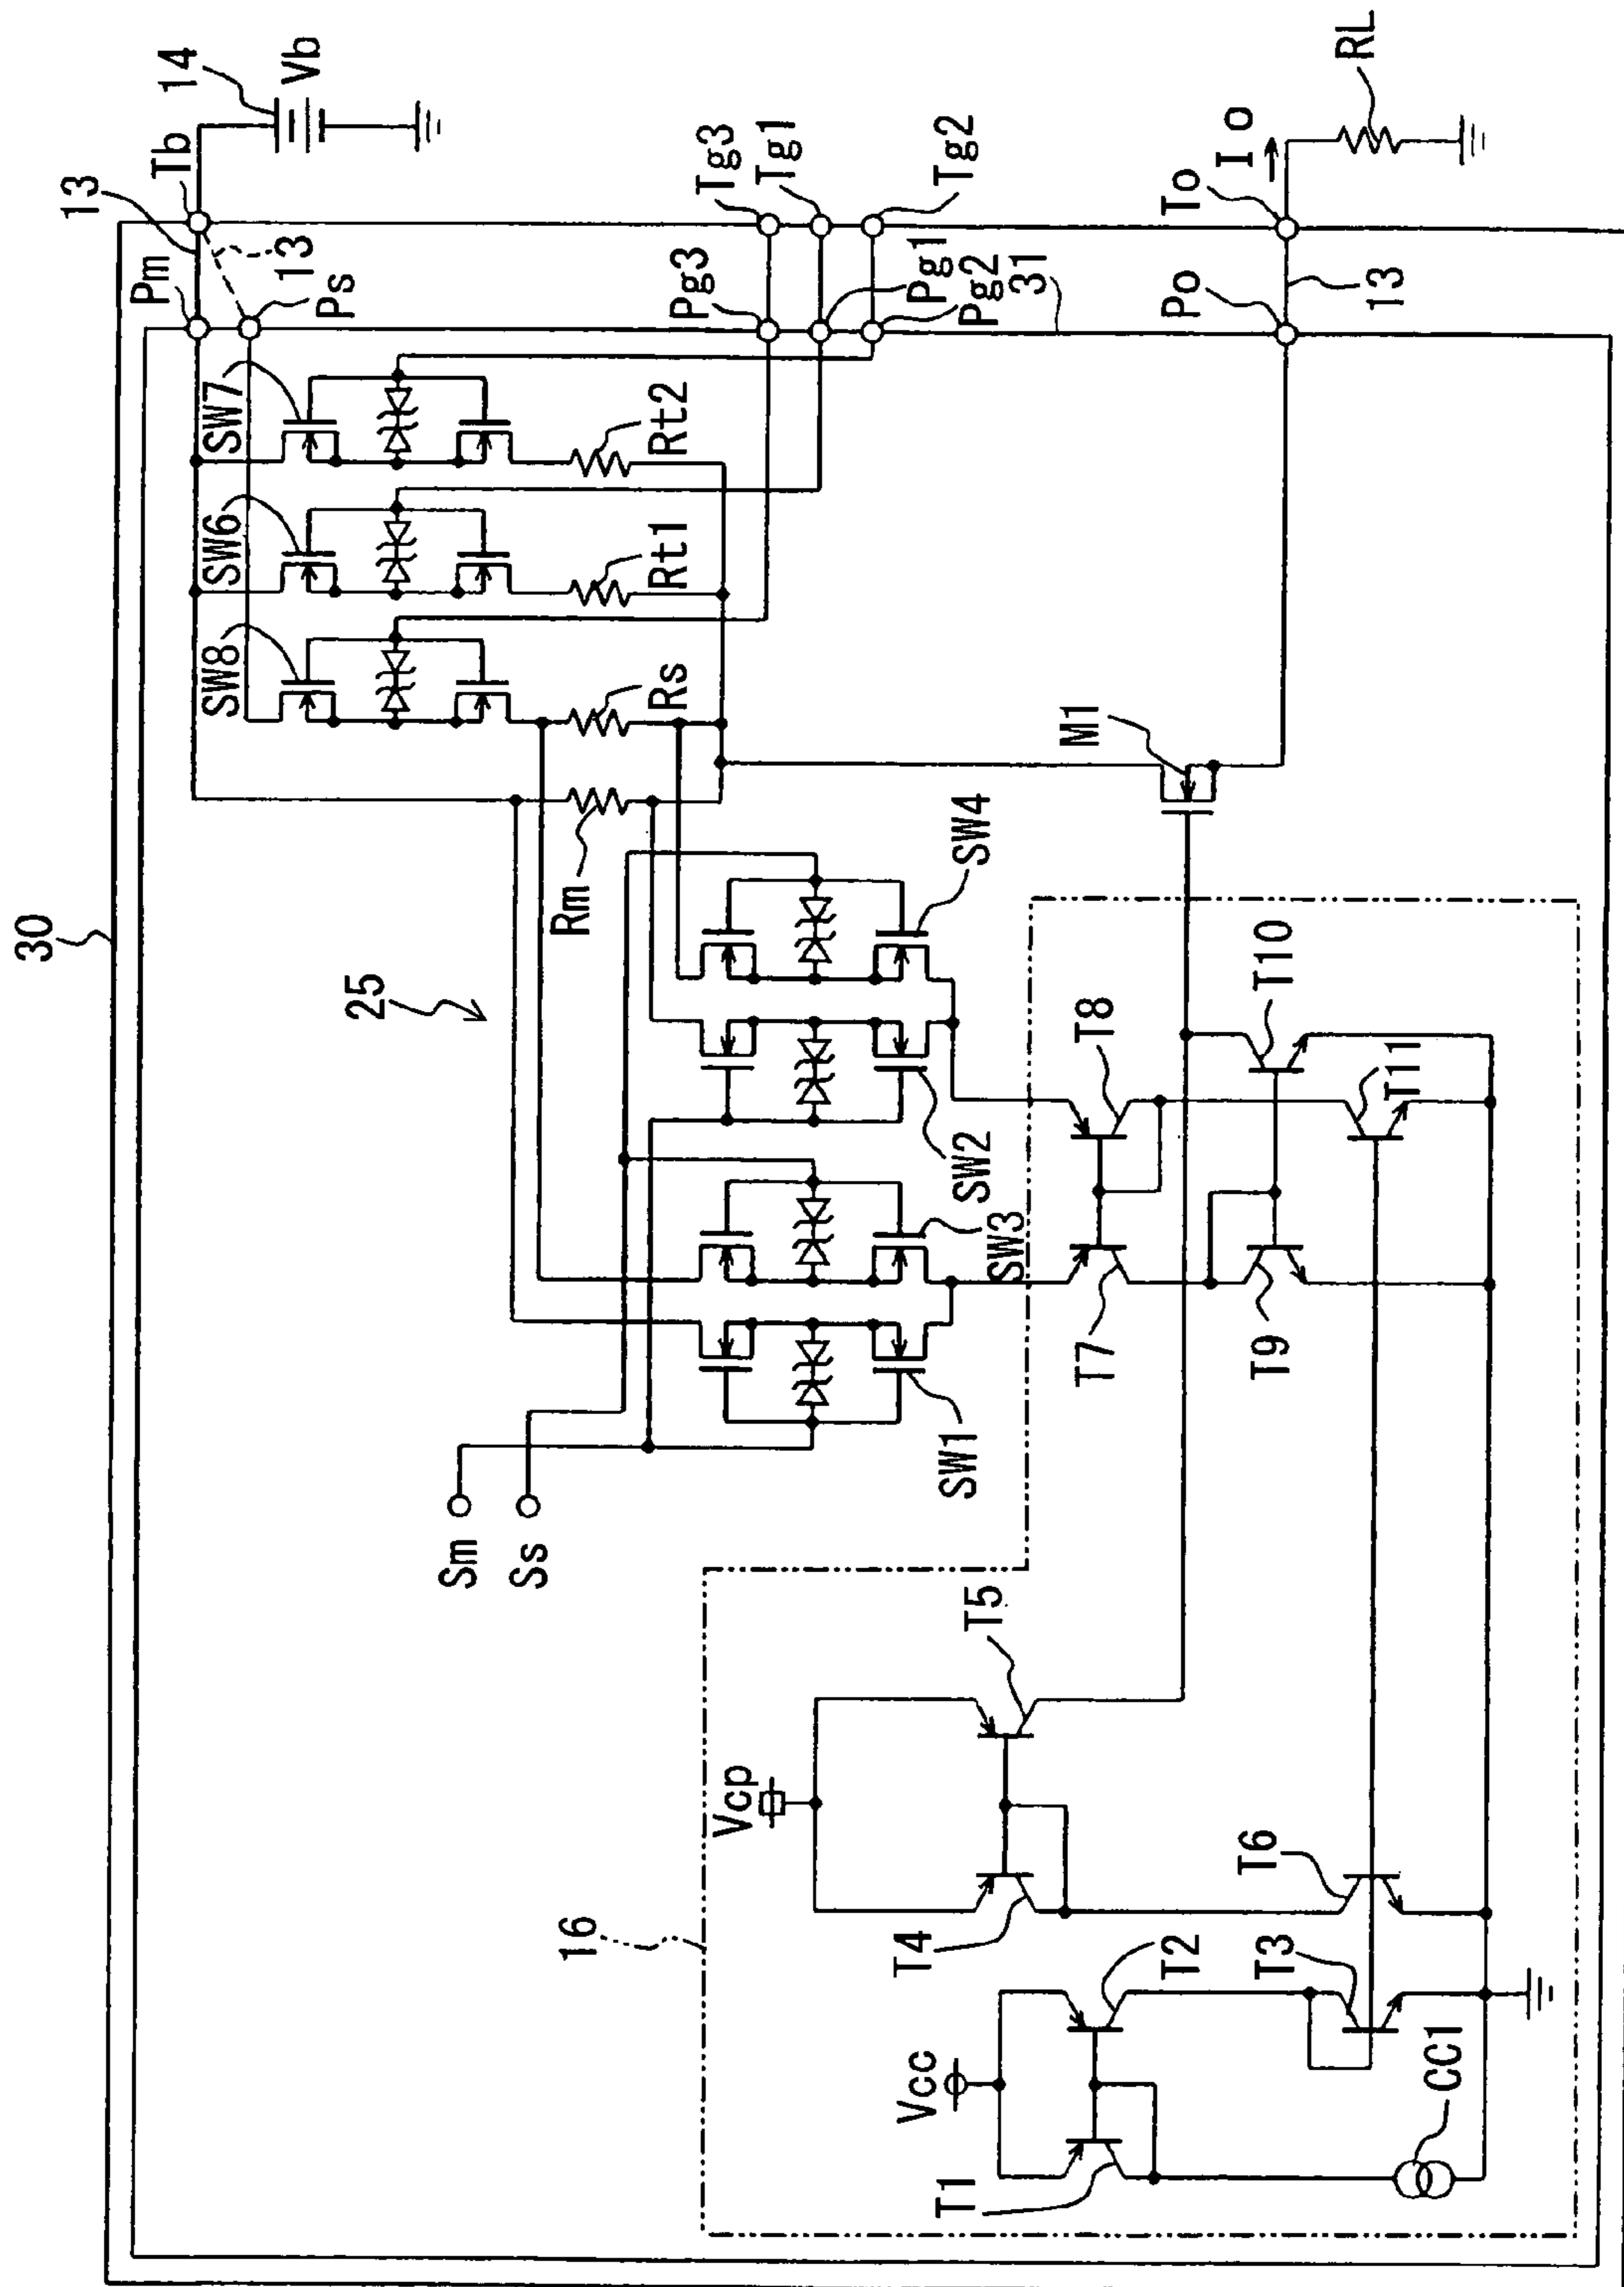 30
13
Tb
14
Vb
Pm
13
Ps
SW7
SW6
SW8
Rt2
Rt1
Rs
Rm
Pg3
Tg3
Tg1
Tg2
Pg1
Pg2
31
Po
To
Io
13
RL
25
Sm
Ss
SW4
SW2
SW3
SW1
M1
T8
T10
T7
T9
T11
16
Vcp
T5
T4
T6
Vcc
T2
T3
T1
CC1